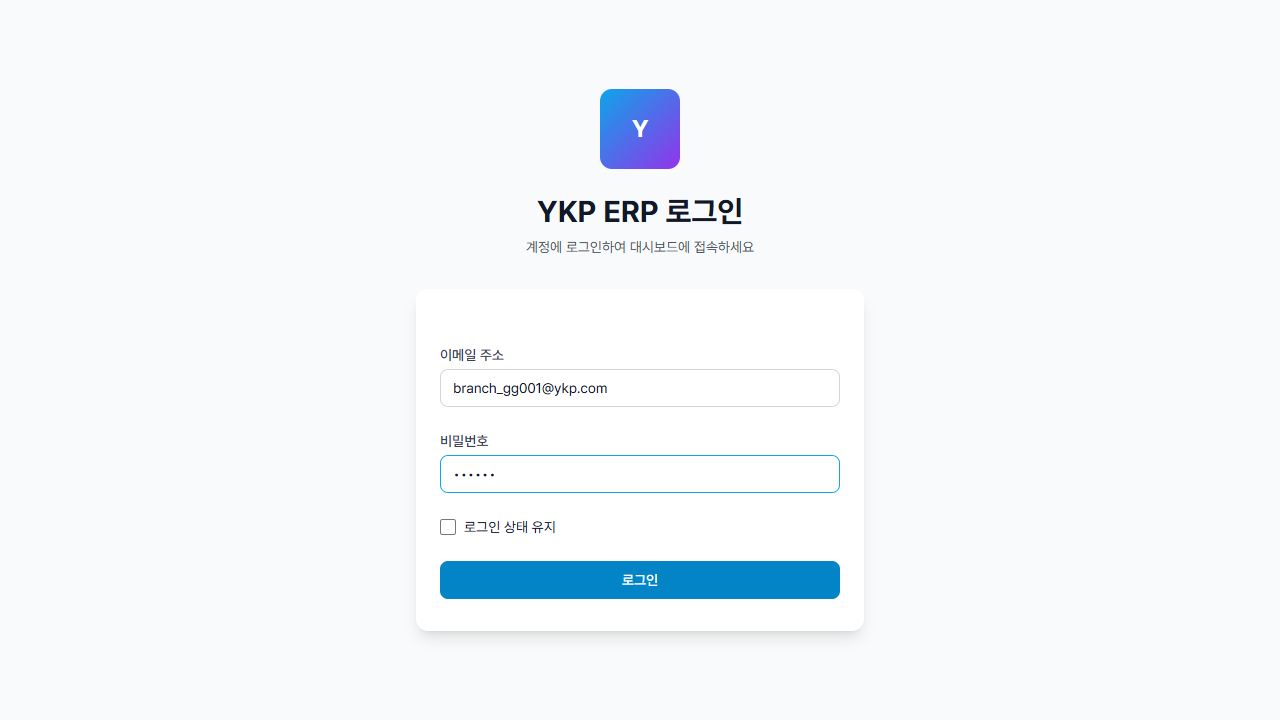 Y
YKP ERP 로그인
계정에 로그인하여 대시보드에 접속하세요
이메일 주소
branch_gg001@ykp.com
비밀번호
••••••
로그인 상태 유지
로그인